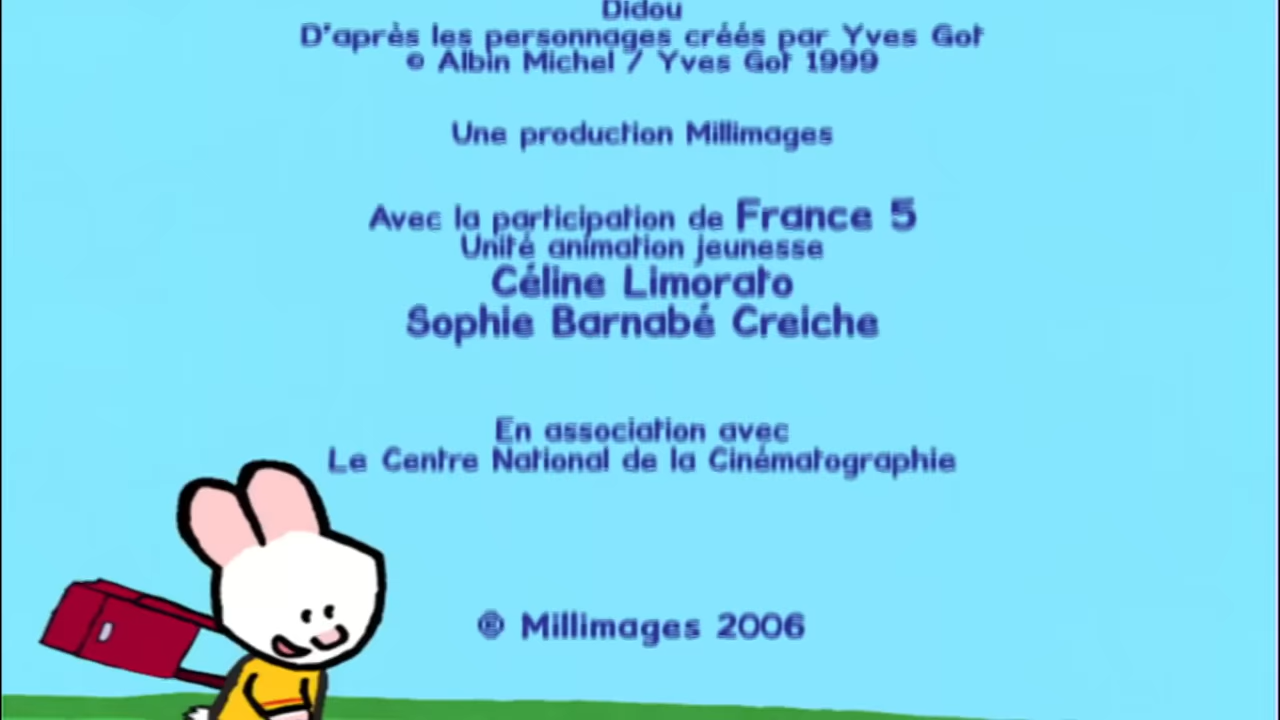 Didou
D'après les personnages créés par Yves Got
© Albin Michel / Yves Got 1999
Une production Millimages
Avec la participation de France 5
Unité animation jeunesse
Céline Limorato
Sophie Barnabé Creiche
En association avec
Le Centre National de la Cinématographie
® Millimages 2006